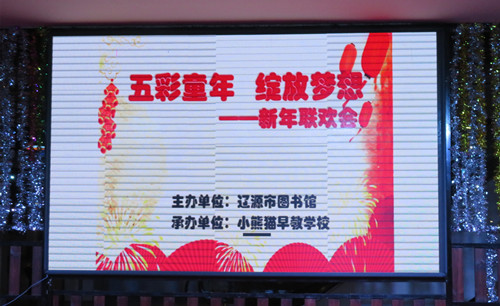 五彩童年 绽放梦想
——新年联欢会
主办单位：辽源市图书馆
承办单位：小熊猫早教学校